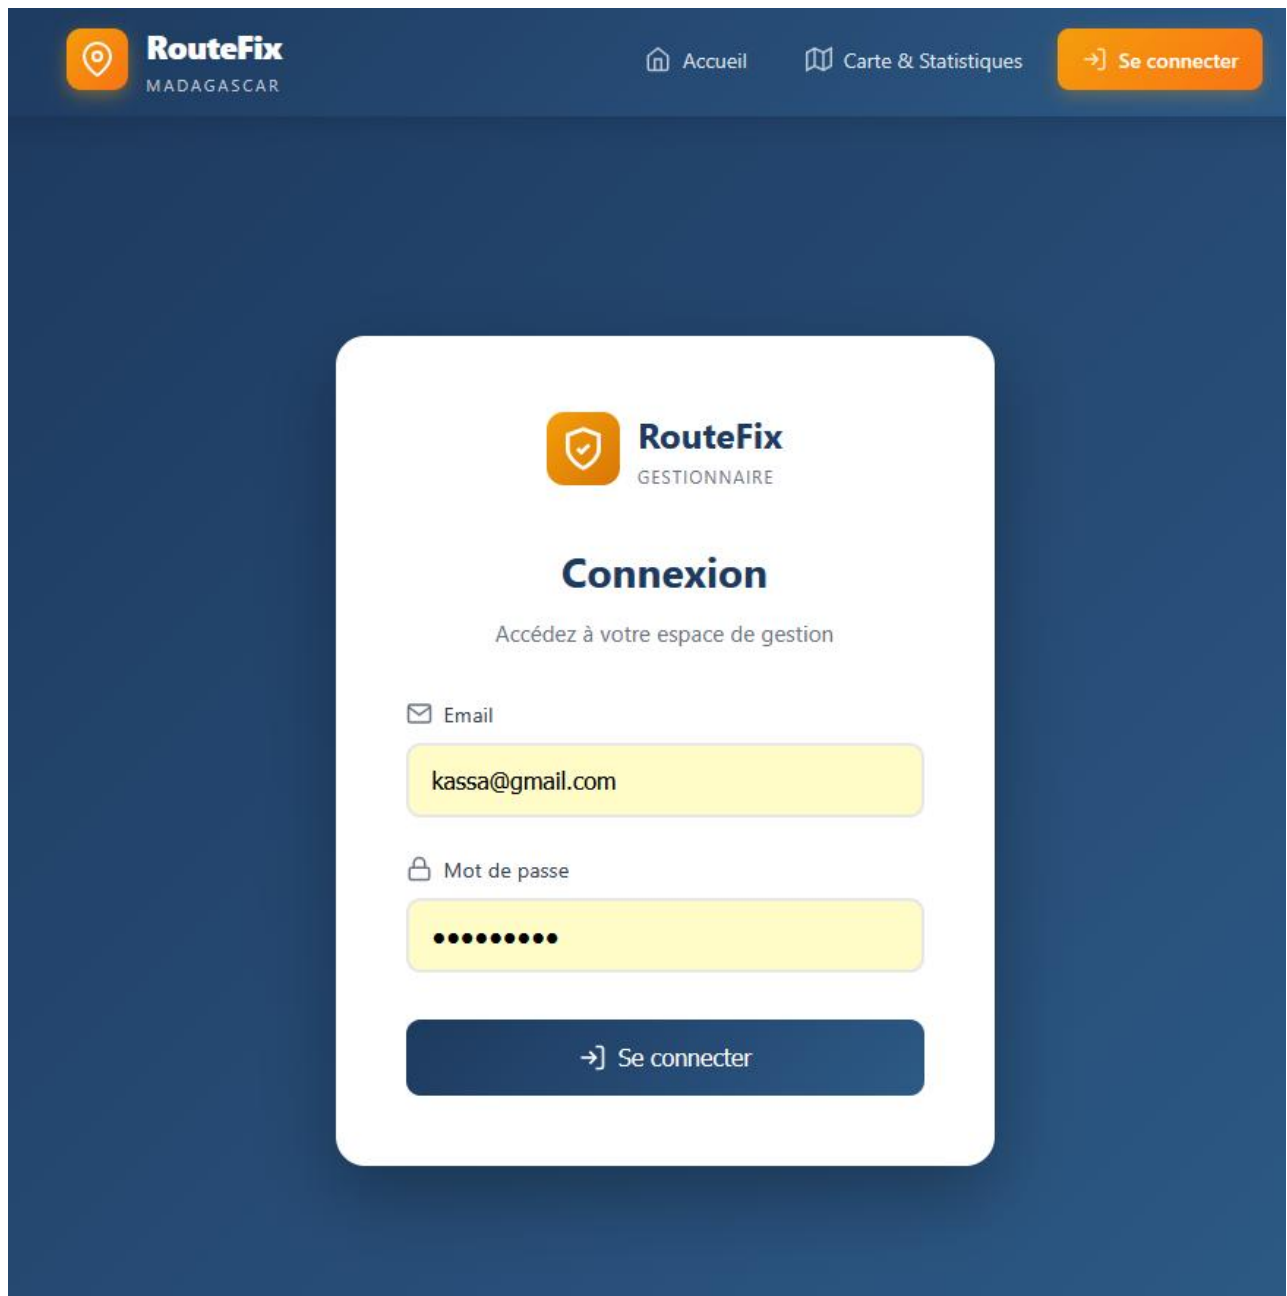 RouteFix
MADAGASCAR
Accueil
Carte & Statistiques
Se connecter
RouteFix
GESTIONNAIRE
Connexion
Accédez à votre espace de gestion
Email
kassa@gmail.com
Mot de passe
•••••••••
Se connecter